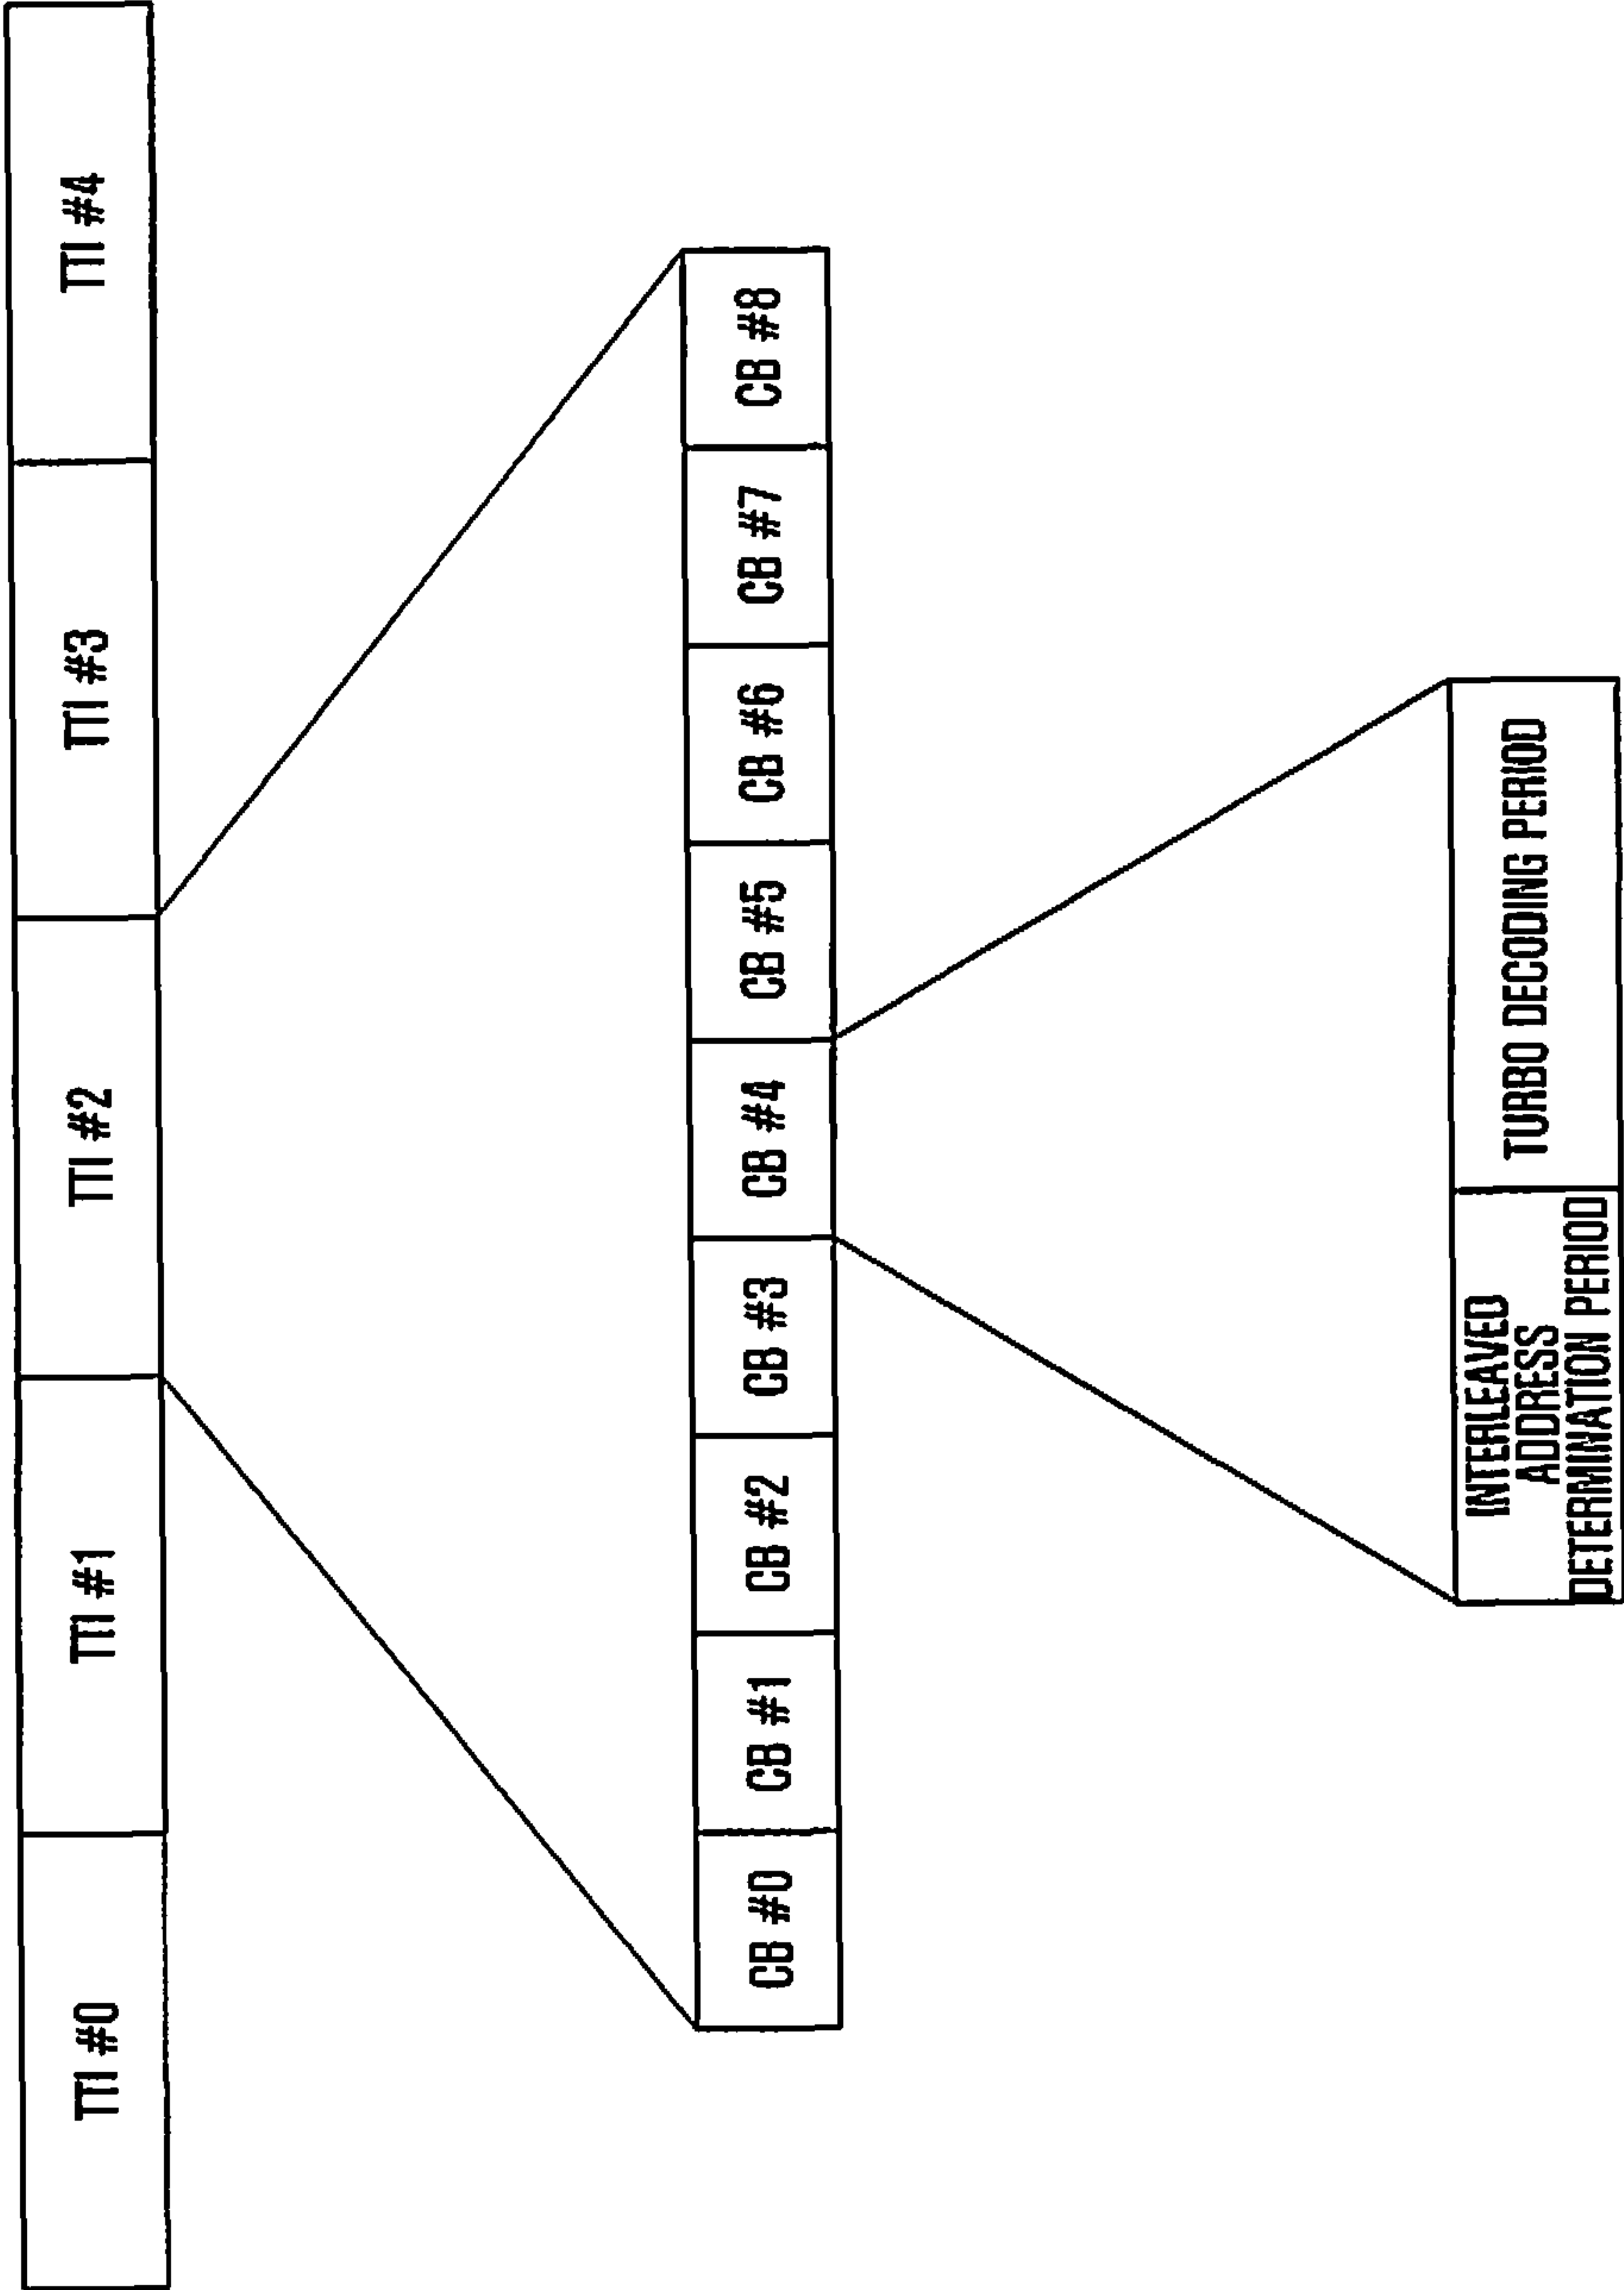 TTI #0
TTI #1
TTI #2
TTI #3
TTI #4
CB #0
CB #1
CB #2
CB #3
CB #4
CB #5
CB #6
CB #7
CB #8
INTERLEAVED
ADDRESS
DETERMINATION PERIOD
TURBO DECODING PERIOD